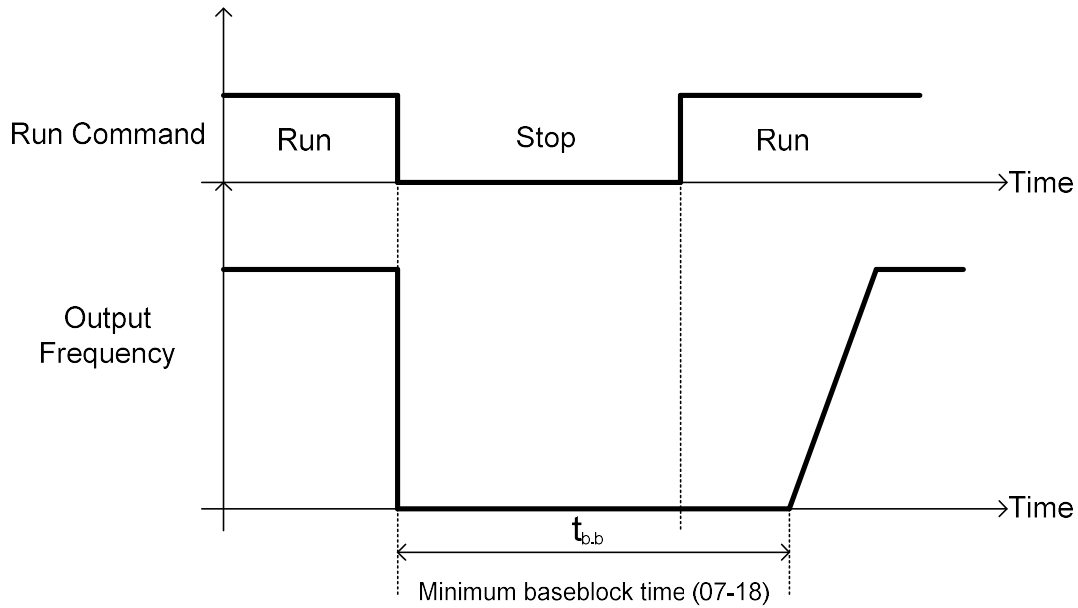 Run Command
Run
Stop
Run
Time
Output
Frequency
Time
tb.b
Minimum baseblock time (07-18)